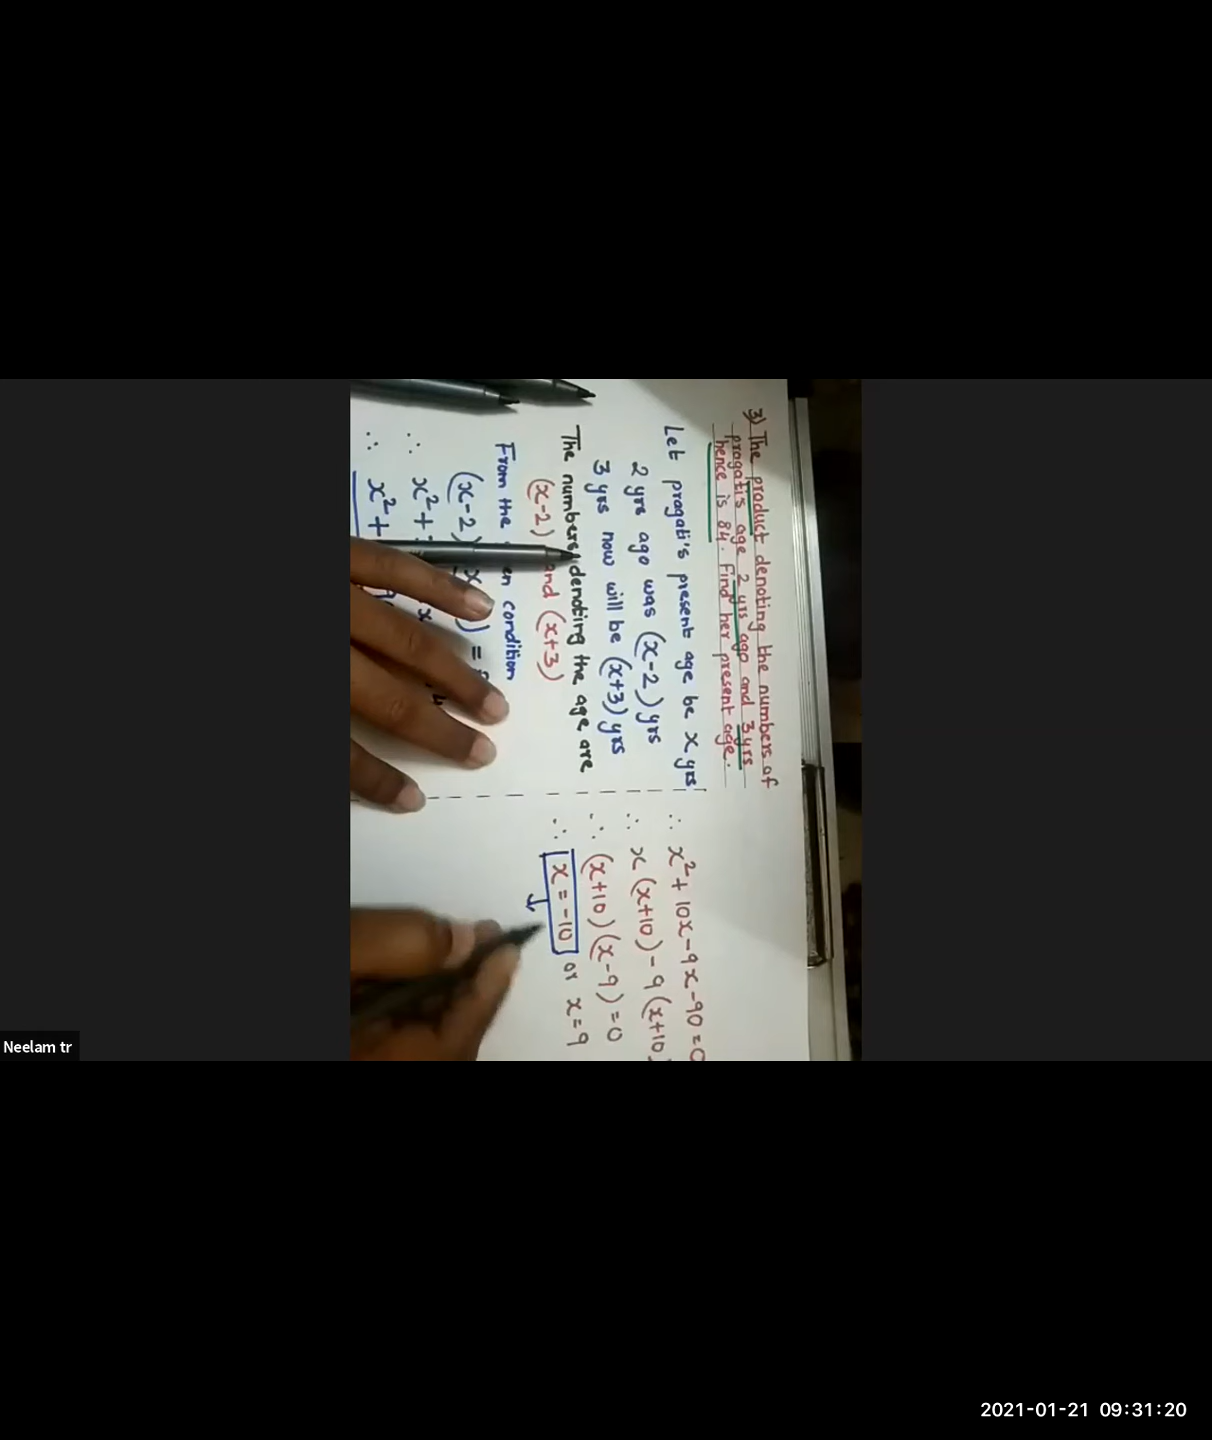 3) The product denoting the numbers of
pragati's age 2 yrs ago and 3 yrs
hence is 84. Find her present age.
Let pragati's present age be x yrs
2 yrs ago was (x-2) yrs
3 yrs now will be (x+3) yrs
The numbers denoting the age are
(x-2) and (x+3)
From the condition
(x-2) =
∴ x² +
∴ x² +
∴ x² + 10x - 9x - 90 = 0
∴ x (x+10) - 9 (x+10)
∴ (x+10) (x-9) = 0
∴ x = -10 or x = 9
Neelam tr
2021-01-21 09:31:20